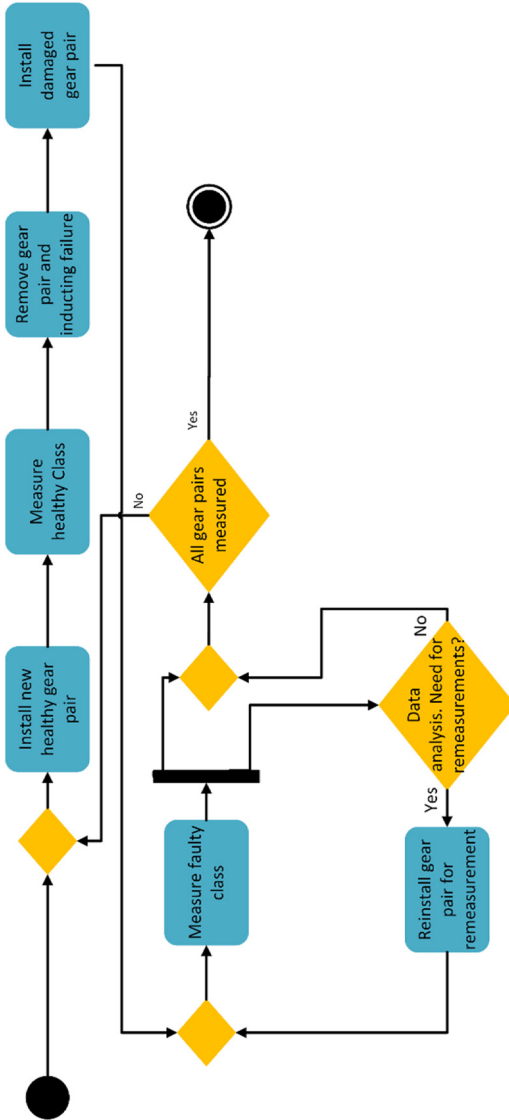 Install new
healthy gear
pair
Measure
healthy Class
Remove gear
pair and
inducting failure
Install
damaged
gear pair
Measure faulty
class
All gear pairs
measured
No
Yes
Data
analysis. Need for
remeasurements?
No
Yes
Reinstall gear
pair for
remeasurement